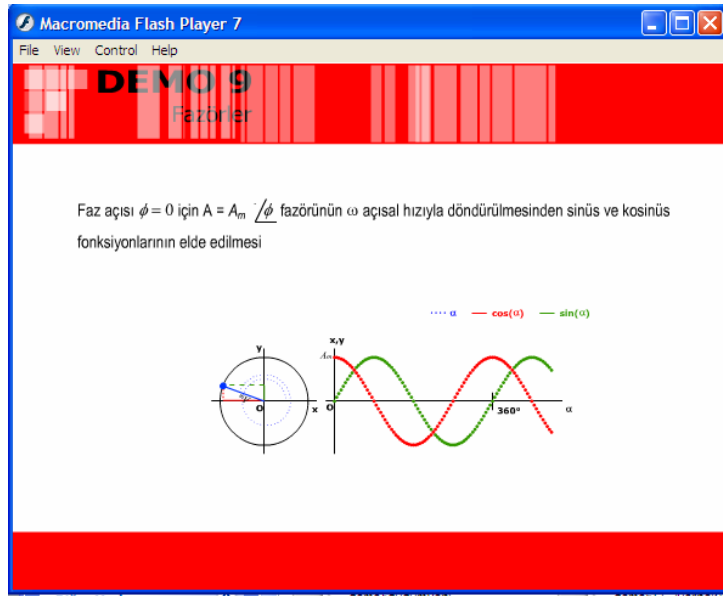 Macromedia Flash Player 7
File View Control Help
DEMO 9
Fazörler
Faz açısı ϕ = 0 için A = Aₘ /ϕ fazörünün ω açısal hızıyla döndürülmesinden sinüs ve kosinüs
fonksiyonlarının elde edilmesi
α cos(α) sin(α)
y x,y
Aₘ
O x O 360° α